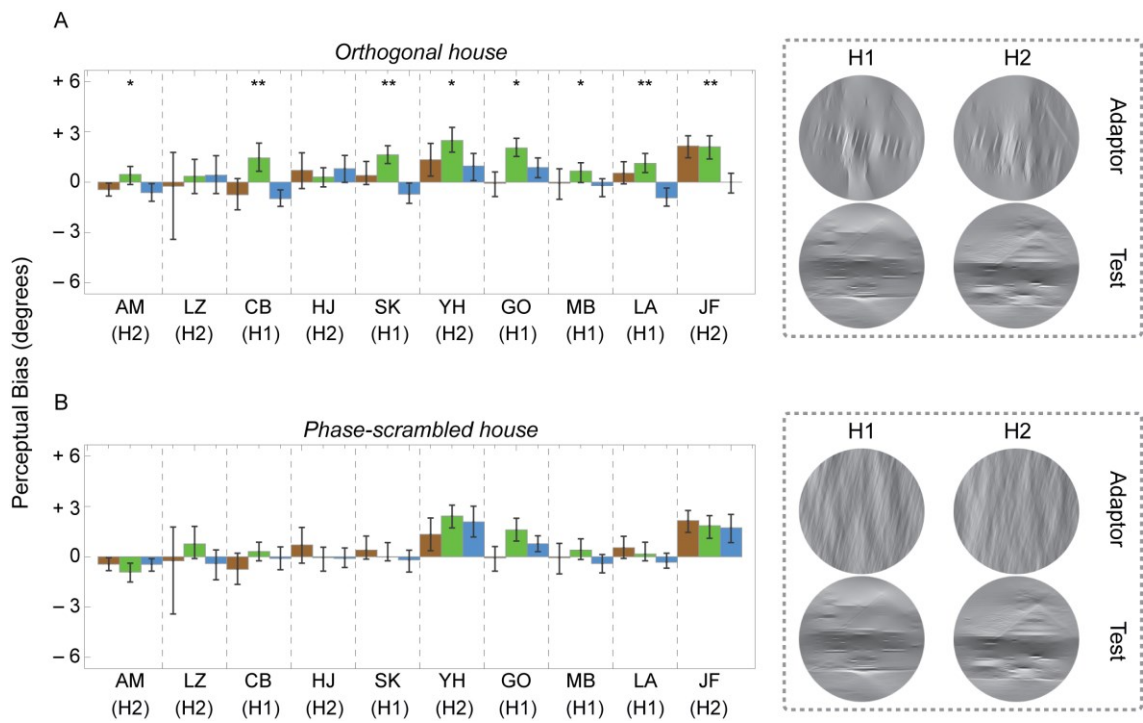 A
Orthogonal house
Perceptual Bias (degrees)
+ 6
+ 3
0
− 3
− 6
* ** ** * * * ** **
AM LZ CB HJ SK YH GO MB LA JF
(H2) (H2) (H1) (H2) (H1) (H2) (H1) (H1) (H1) (H2)
H1 H2
Adaptor
Test
B
Phase-scrambled house
+ 6
+ 3
0
− 3
− 6
AM LZ CB HJ SK YH GO MB LA JF
(H2) (H2) (H1) (H2) (H1) (H2) (H1) (H1) (H1) (H2)
H1 H2
Adaptor
Test